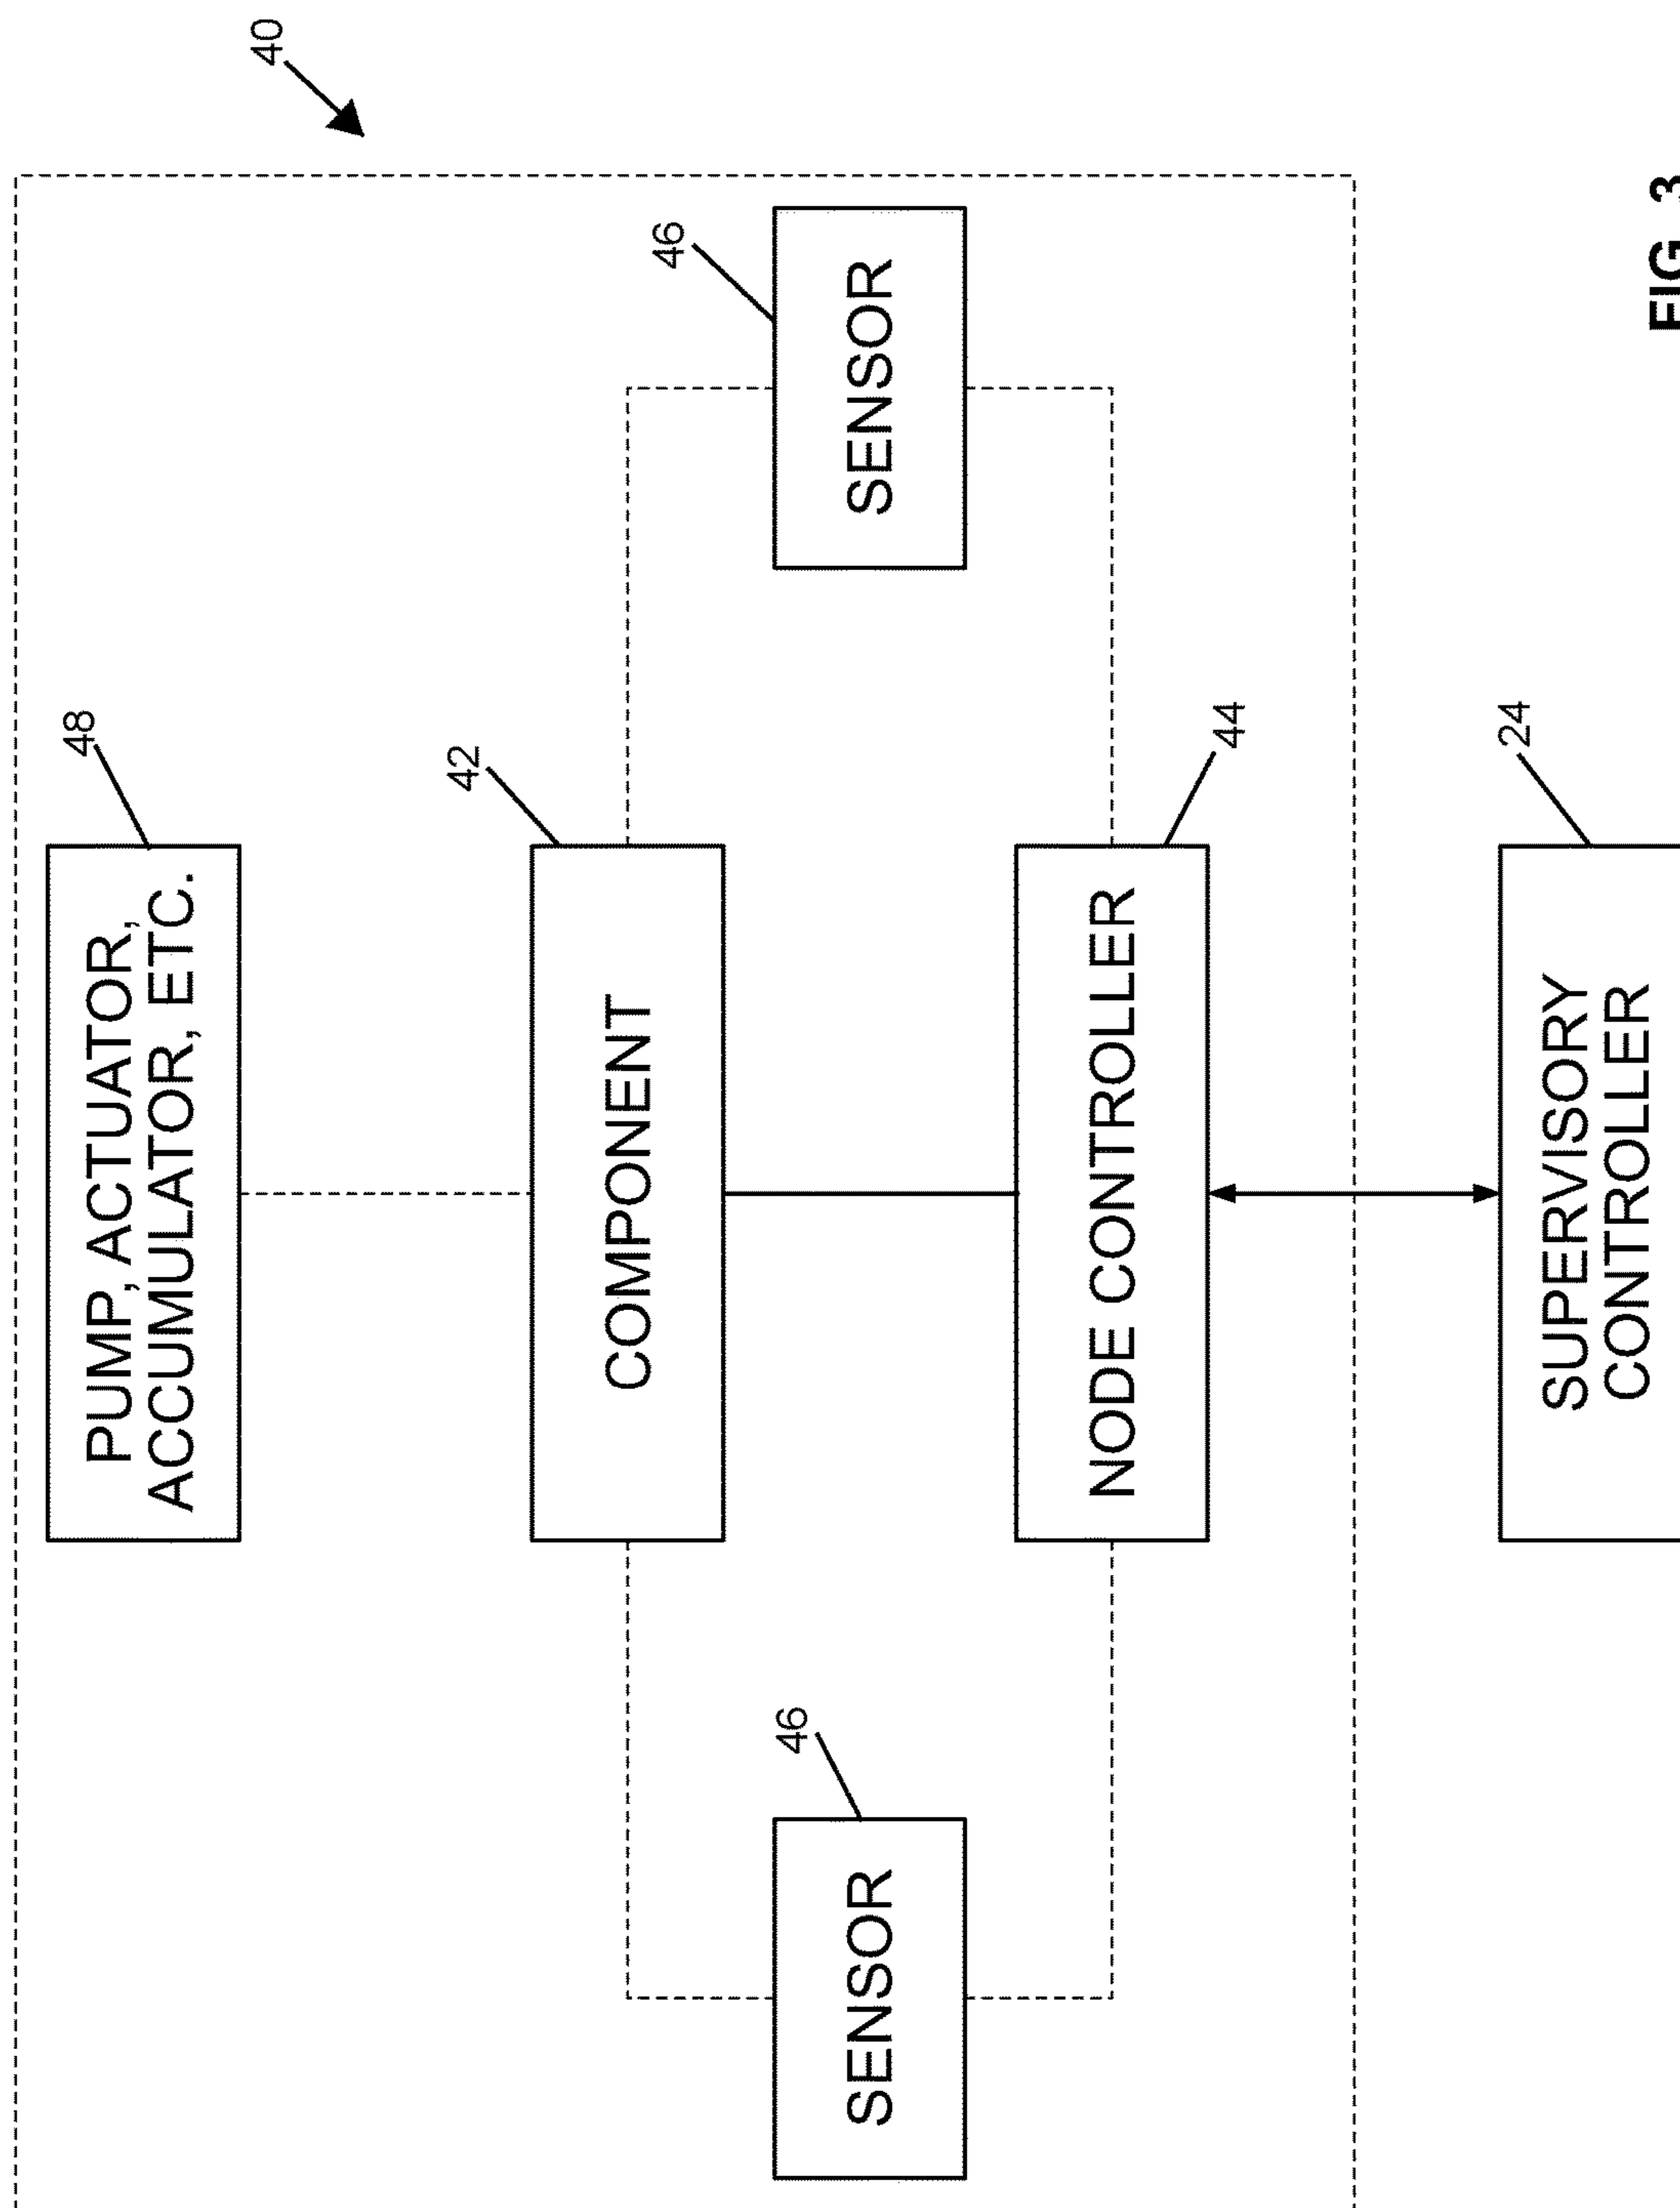 40
48
PUMP, ACTUATOR,
ACCUMULATOR, ETC.
42
COMPONENT
46
SENSOR
46
SENSOR
44
NODE CONTROLLER
24
SUPERVISORY
CONTROLLER
FIG. 3